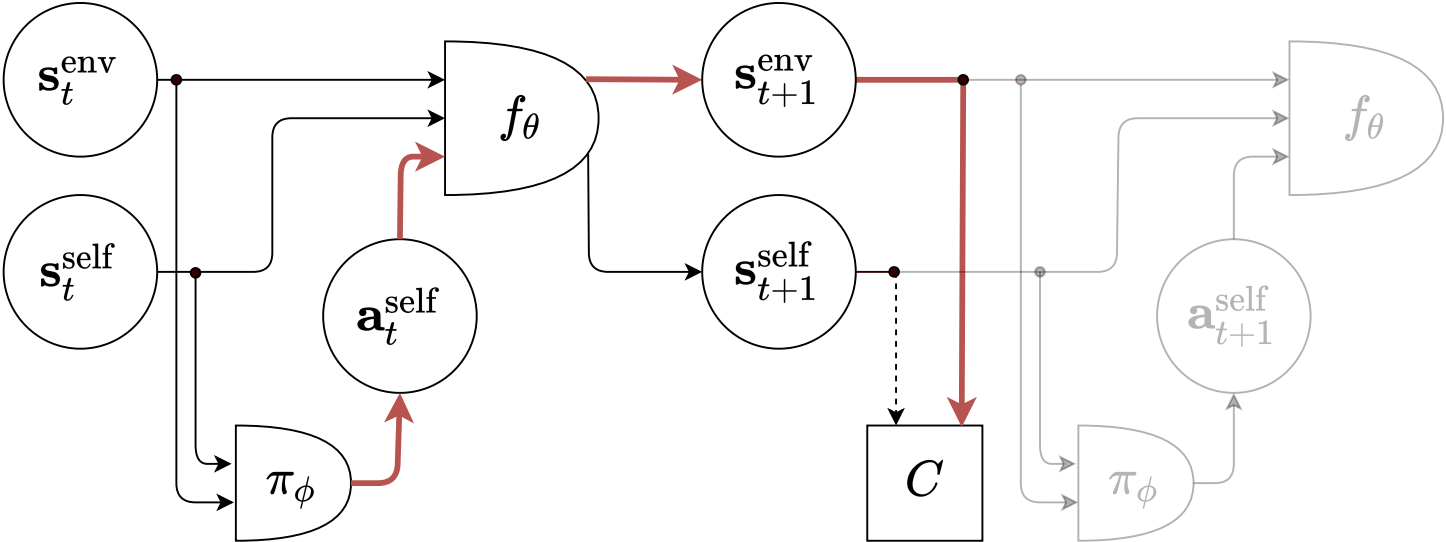 s_t^env
f_θ
s_{t+1}^env
f_θ
s_t^self
a_t^self
s_{t+1}^self
a_{t+1}^self
π_ϕ
C
π_ϕ